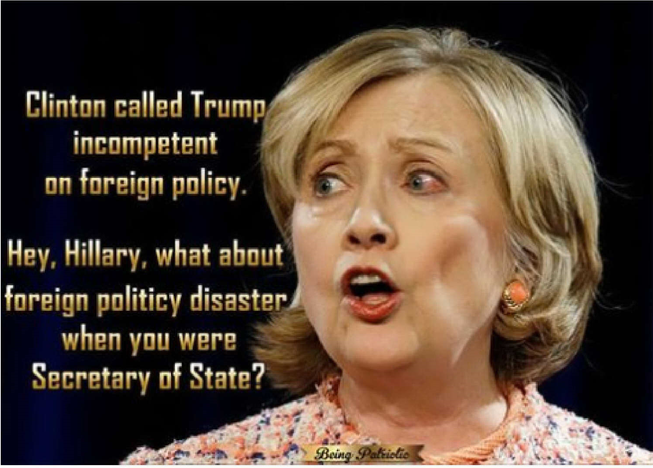 Clinton called Trump
incompetent
on foreign policy.
Hey, Hillary, what about
foreign politicy disaster
when you were
Secretary of State?
Being Patriotic